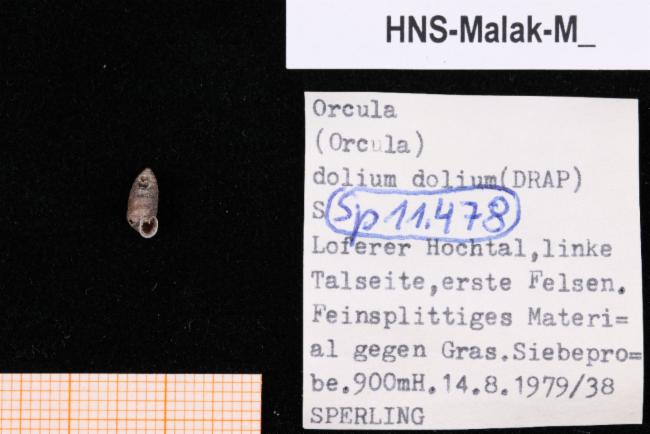 HNS-Malak-M_
Orcula
(Orcula)
dolium dolium(DRAP)
S Sp 11.478
Loferer Hochtal,linke
Talseite,erste Felsen.
Feinsplittiges Materi=
al gegen Gras.Siebepro=
be.900mH.14.8.1979/38
SPERLING